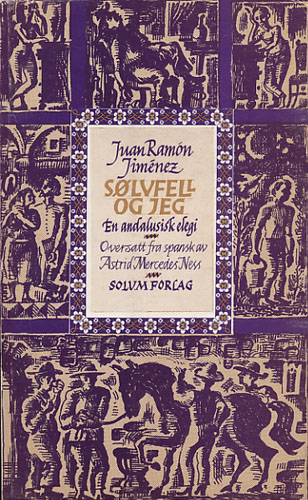 Juan Ramón
Jiménez
SØLVFELL
OG JEG
En andalusisk elegi
Oversatt fra spansk av
Astrid Mercedes Ness
SOLUM FORLAG